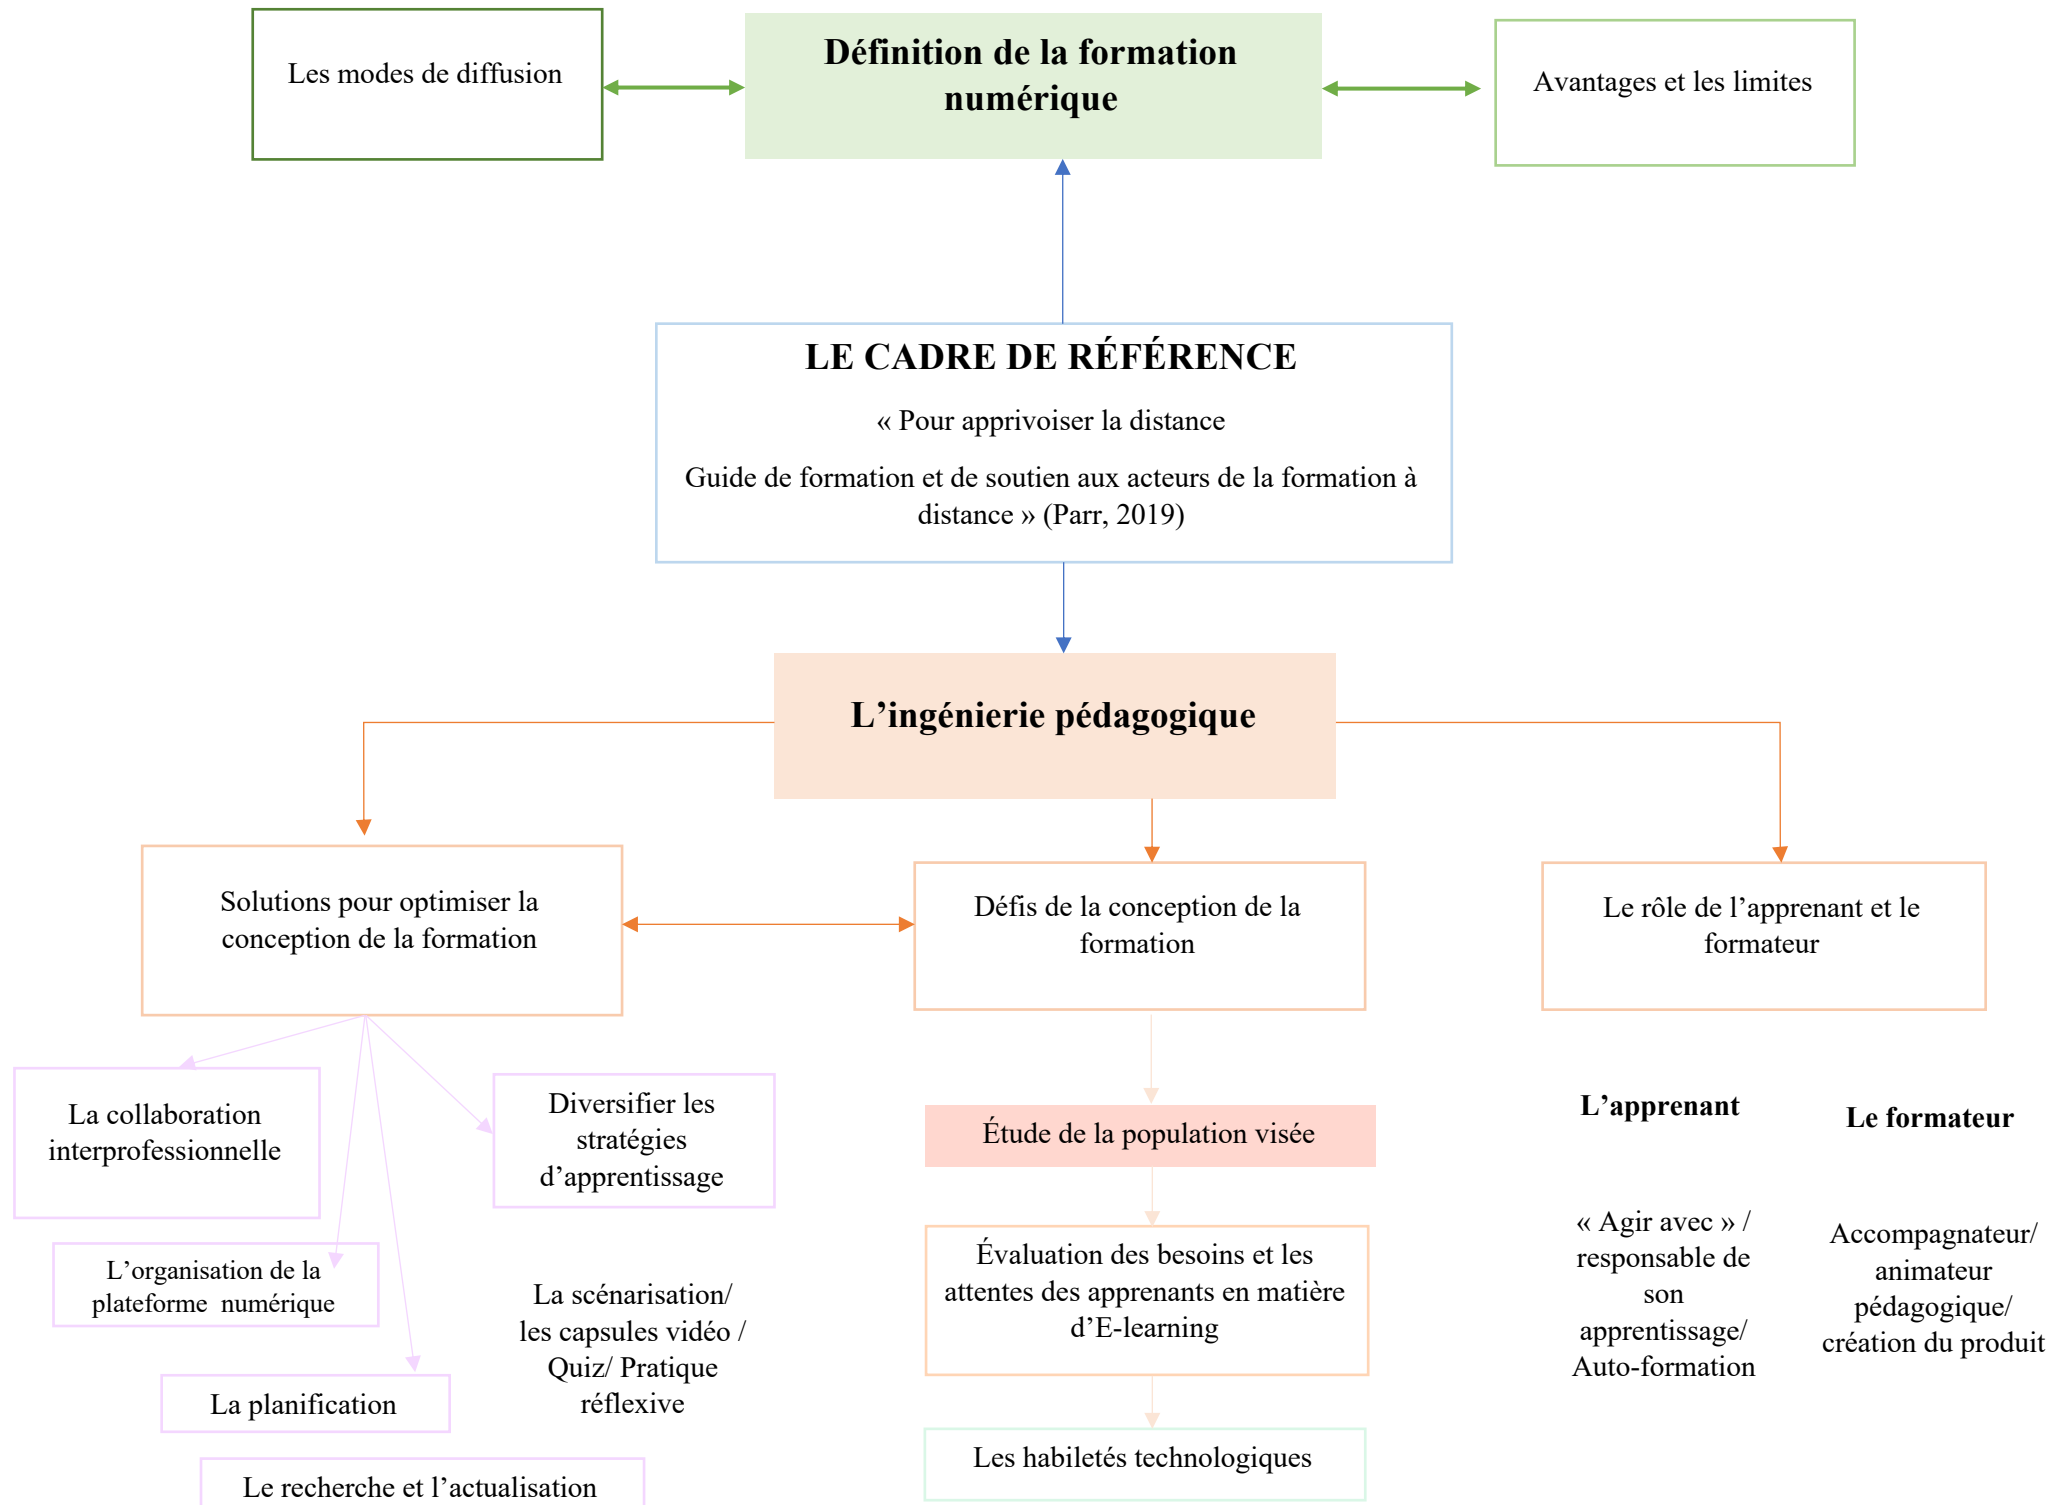 Les modes de diffusion
Définition de la formation
numérique
Avantages et les limites
LE CADRE DE RÉFÉRENCE
« Pour apprivoiser la distance
Guide de formation et de soutien aux acteurs de la formation à
distance » (Parr, 2019)
L’ingénierie pédagogique
Solutions pour optimiser la
conception de la formation
Défis de la conception de la
formation
Le rôle de l’apprenant et le
formateur
La collaboration
interprofessionnelle
Diversifier les
stratégies
d’apprentissage
L’organisation de la
plateforme numérique
La scénarisation/
les capsules vidéo /
Quiz/ Pratique
réflexive
La planification
Le recherche et l’actualisation
Étude de la population visée
Évaluation des besoins et les
attentes des apprenants en matière
d’E-learning
Les habiletés technologiques
L’apprenant
« Agir avec » /
responsable de
son
apprentissage/
Auto-formation
Le formateur
Accompagnateur/
animateur
pédagogique/
création du produit